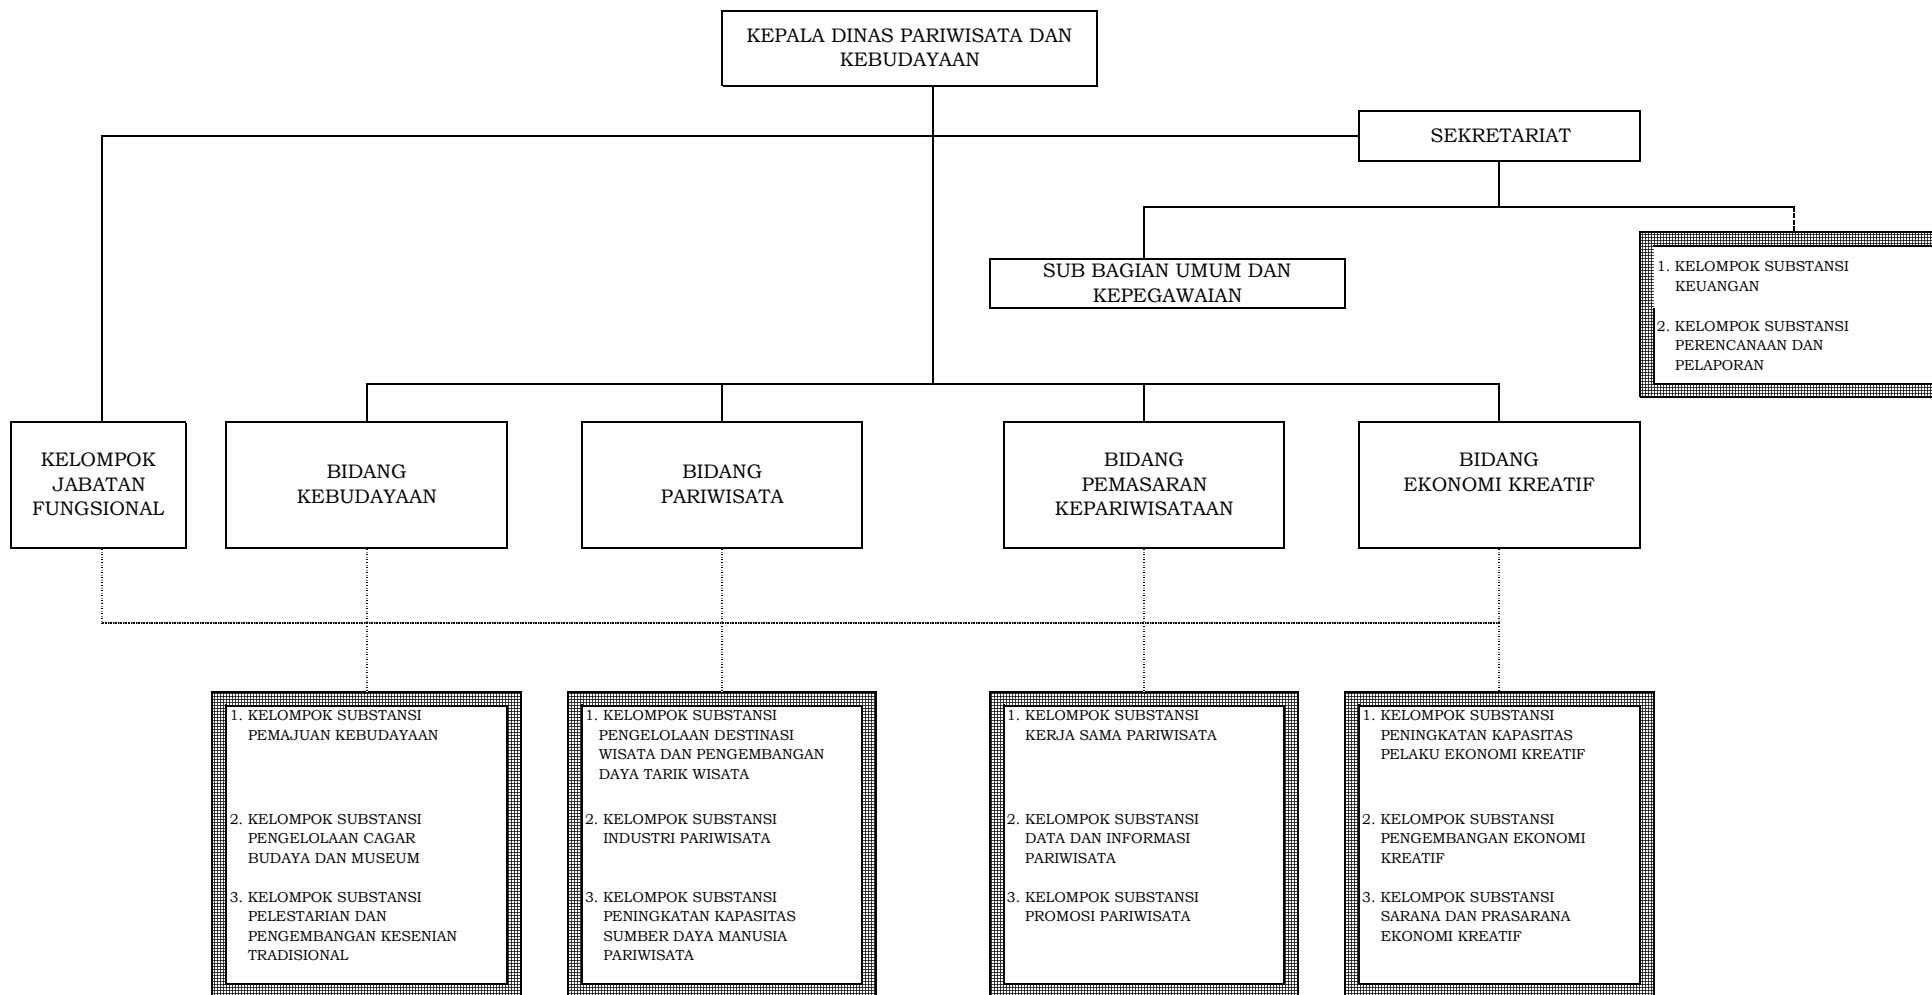 KEPALA DINAS PARIWISATA DAN
KEBUDAYAAN
SEKRETARIAT
SUB BAGIAN UMUM DAN
KEPEGAWAIAN
1. KELOMPOK SUBSTANSI
KEUANGAN
2. KELOMPOK SUBSTANSI
PERENCANAAN DAN
PELAPORAN
KELOMPOK
JABATAN
FUNGSIONAL
BIDANG
KEBUDAYAAN
BIDANG
PARIWISATA
BIDANG
PEMASARAN
KEPARIWISATAAN
BIDANG
EKONOMI KREATIF
1. KELOMPOK SUBSTANSI
PEMAJUAN KEBUDAYAAN
2. KELOMPOK SUBSTANSI
PENGELOLAAN CAGAR
BUDAYA DAN MUSEUM
3. KELOMPOK SUBSTANSI
PELESTARIAN DAN
PENGEMBANGAN KESENIAN
TRADISIONAL
1. KELOMPOK SUBSTANSI
PENGELOLAAN DESTINASI
WISATA DAN PENGEMBANGAN
DAYA TARIK WISATA
2. KELOMPOK SUBSTANSI
INDUSTRI PARIWISATA
3. KELOMPOK SUBSTANSI
PENINGKATAN KAPASITAS
SUMBER DAYA MANUSIA
PARIWISATA
1. KELOMPOK SUBSTANSI
KERJA SAMA PARIWISATA
2. KELOMPOK SUBSTANSI
DATA DAN INFORMASI
PARIWISATA
3. KELOMPOK SUBSTANSI
PROMOSI PARIWISATA
1. KELOMPOK SUBSTANSI
PENINGKATAN KAPASITAS
PELAKU EKONOMI KREATIF
2. KELOMPOK SUBSTANSI
PENGEMBANGAN EKONOMI
KREATIF
3. KELOMPOK SUBSTANSI
SARANA DAN PRASARANA
EKONOMI KREATIF